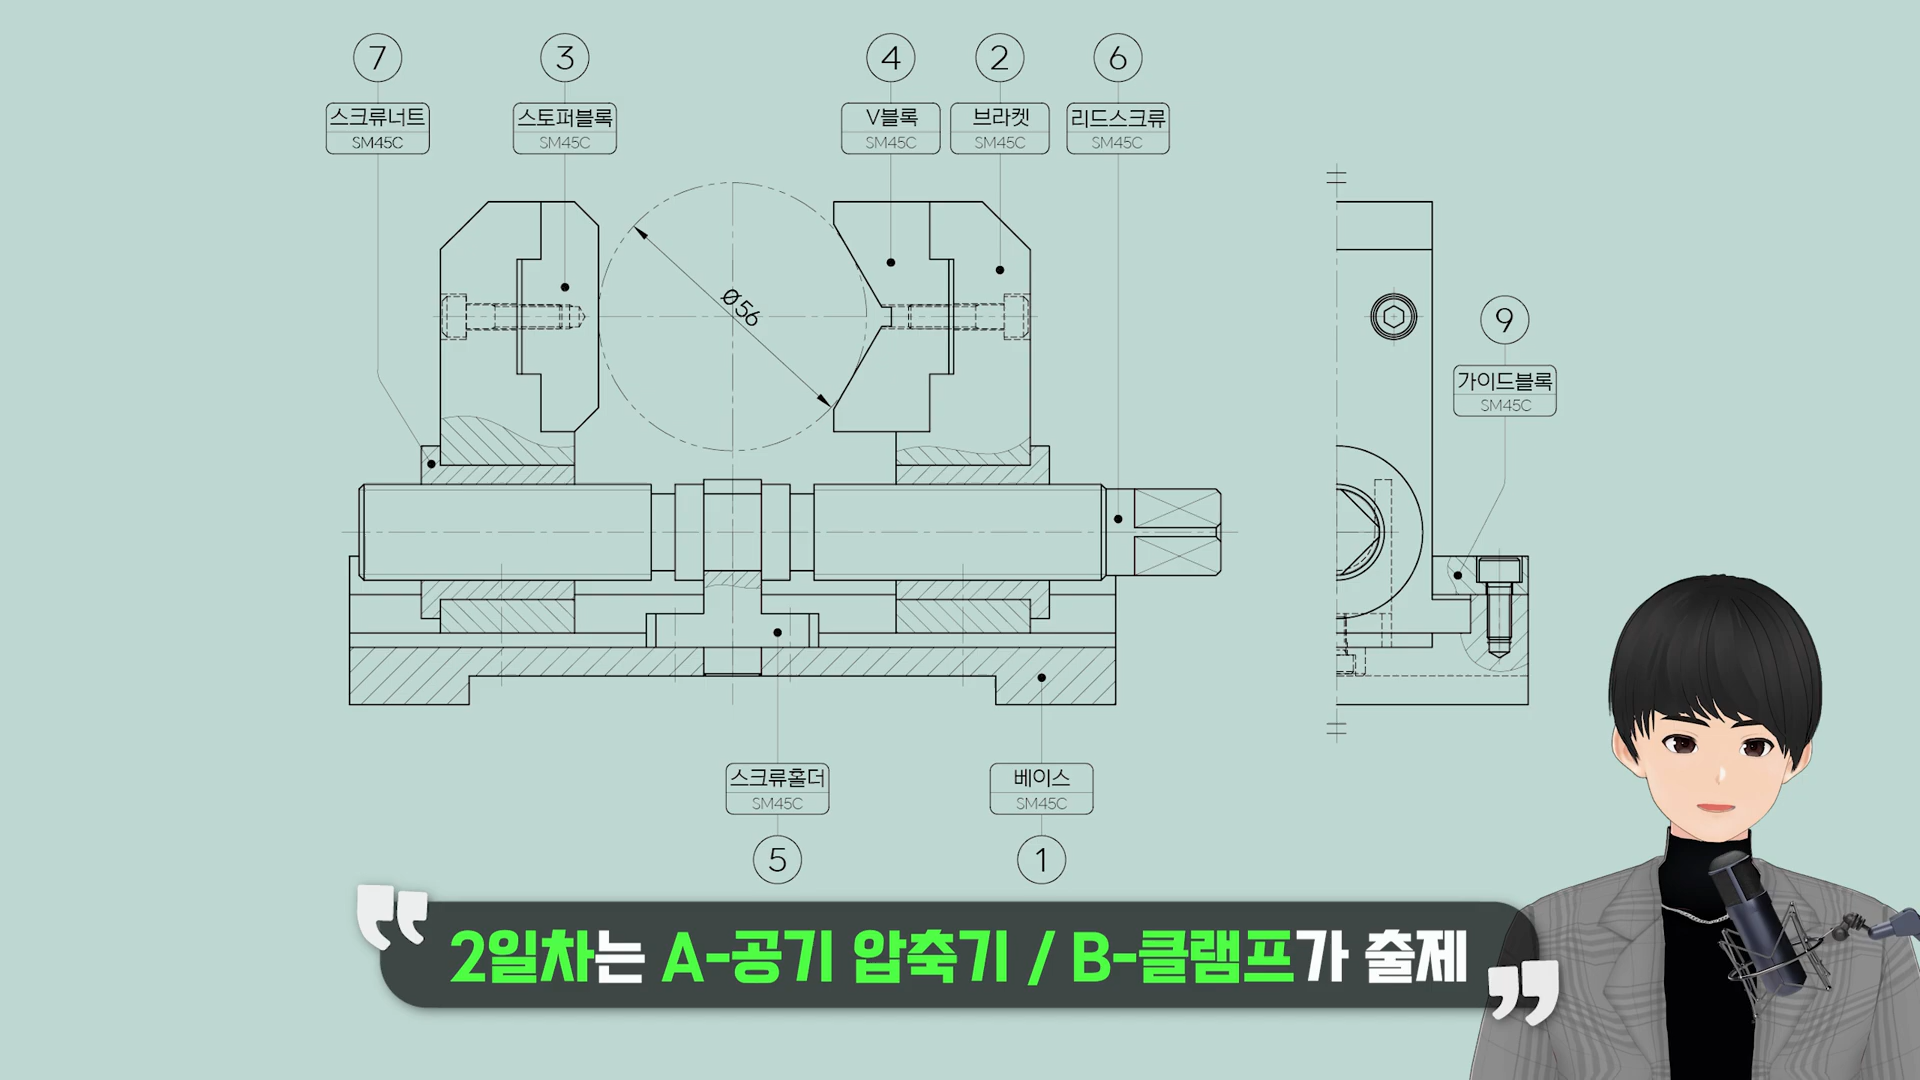 7
3
4
2
6
스크류너트
SM45C
스토퍼블록
SM45C
V블록
SM45C
브라켓
SM45C
리드스크류
SM45C
Ø56
9
가이드블록
SM45C
스크류홀더
SM45C
베이스
SM45C
5
1
2일차는 A-공기 압축기 / B-클램프가 출제